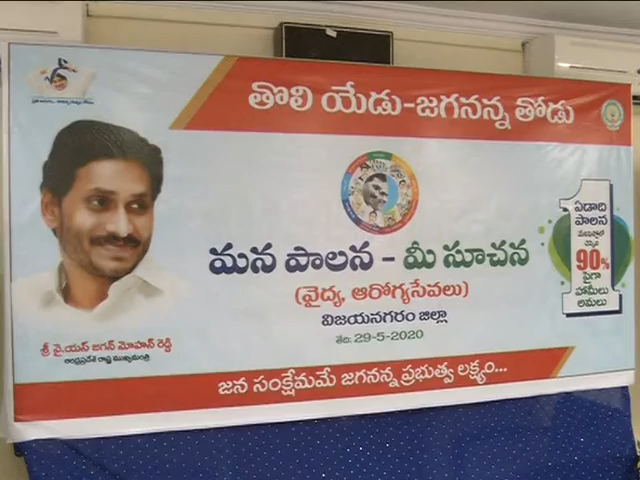 తొలి యేడు-జగనన్న తోడు
మన పాలన - మీ సూచన
(వైద్య, ఆరోగ్యసేవలు)
విజయనగరం జిల్లా
తేది: 29-5-2020
శ్రీ వై.యస్ జగన్ మోహన్ రెడ్డి
ఆంధ్రప్రదేశ్ రాష్ట్ర ముఖ్యమంత్రి
1
ఏడాది
పాలన
90%
పైగా
హామీలు
అమలు
జన సంక్షేమమే జగనన్న ప్రభుత్వ లక్ష్యం...